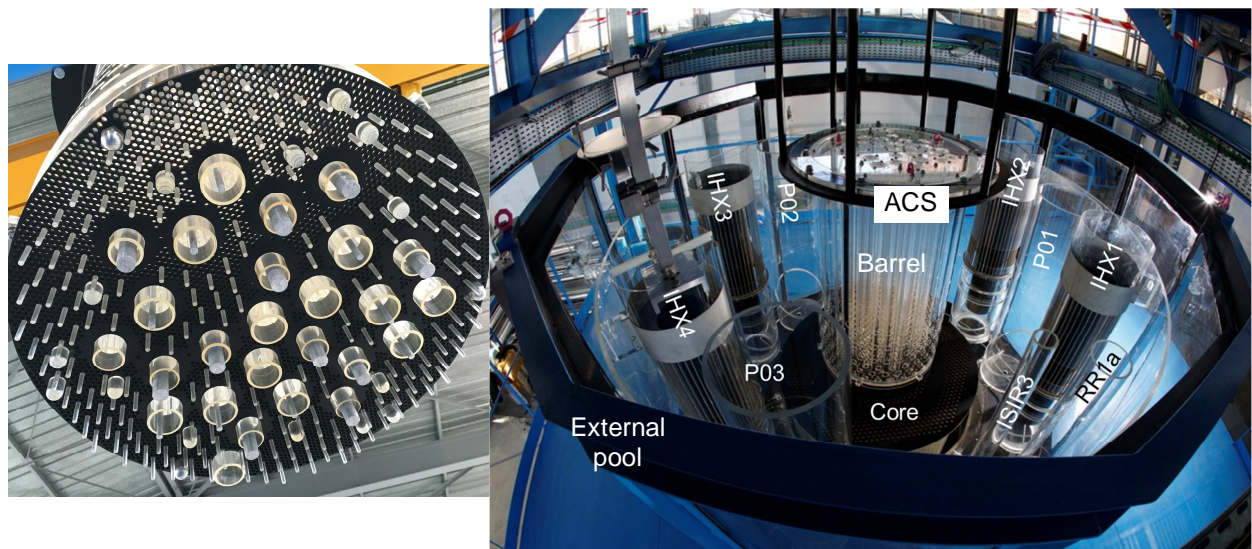 IHX3
P02
ACS
IHX2
P01
IHX1
Barrel
IHX4
P03
Core
ISIR3
RR1a
External
pool